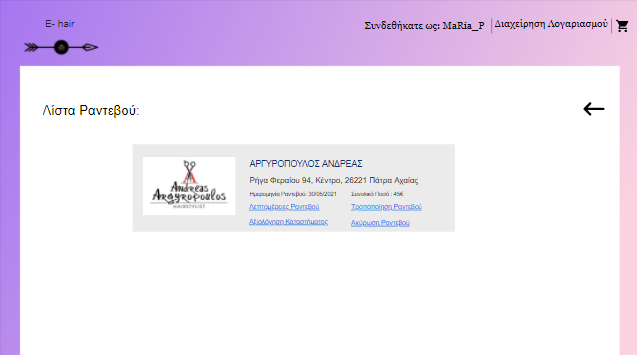 E- hair
Συνδεθήκατε ως: MaRia_P
Διαχείρηση Λογαριασμού
Λίστα Ραντεβού:
Andreas
Argyropoulos
HAIRSTYLIST
ΑΡΓΥΡΟΠΟΥΛΟΣ ΑΝΔΡΕΑΣ
Ρήγα Φεραίου 94, Κέντρο, 26221 Πάτρα Αχαΐας
Ημερομηνία Ραντεβού: 30/05/2021 Συνολικό Ποσό : 45€
Λεπτομέρειες Ραντεβού Τροποποίηση Ραντεβού
Αξιολόγηση Καταστήματος Ακύρωση Ραντεβού